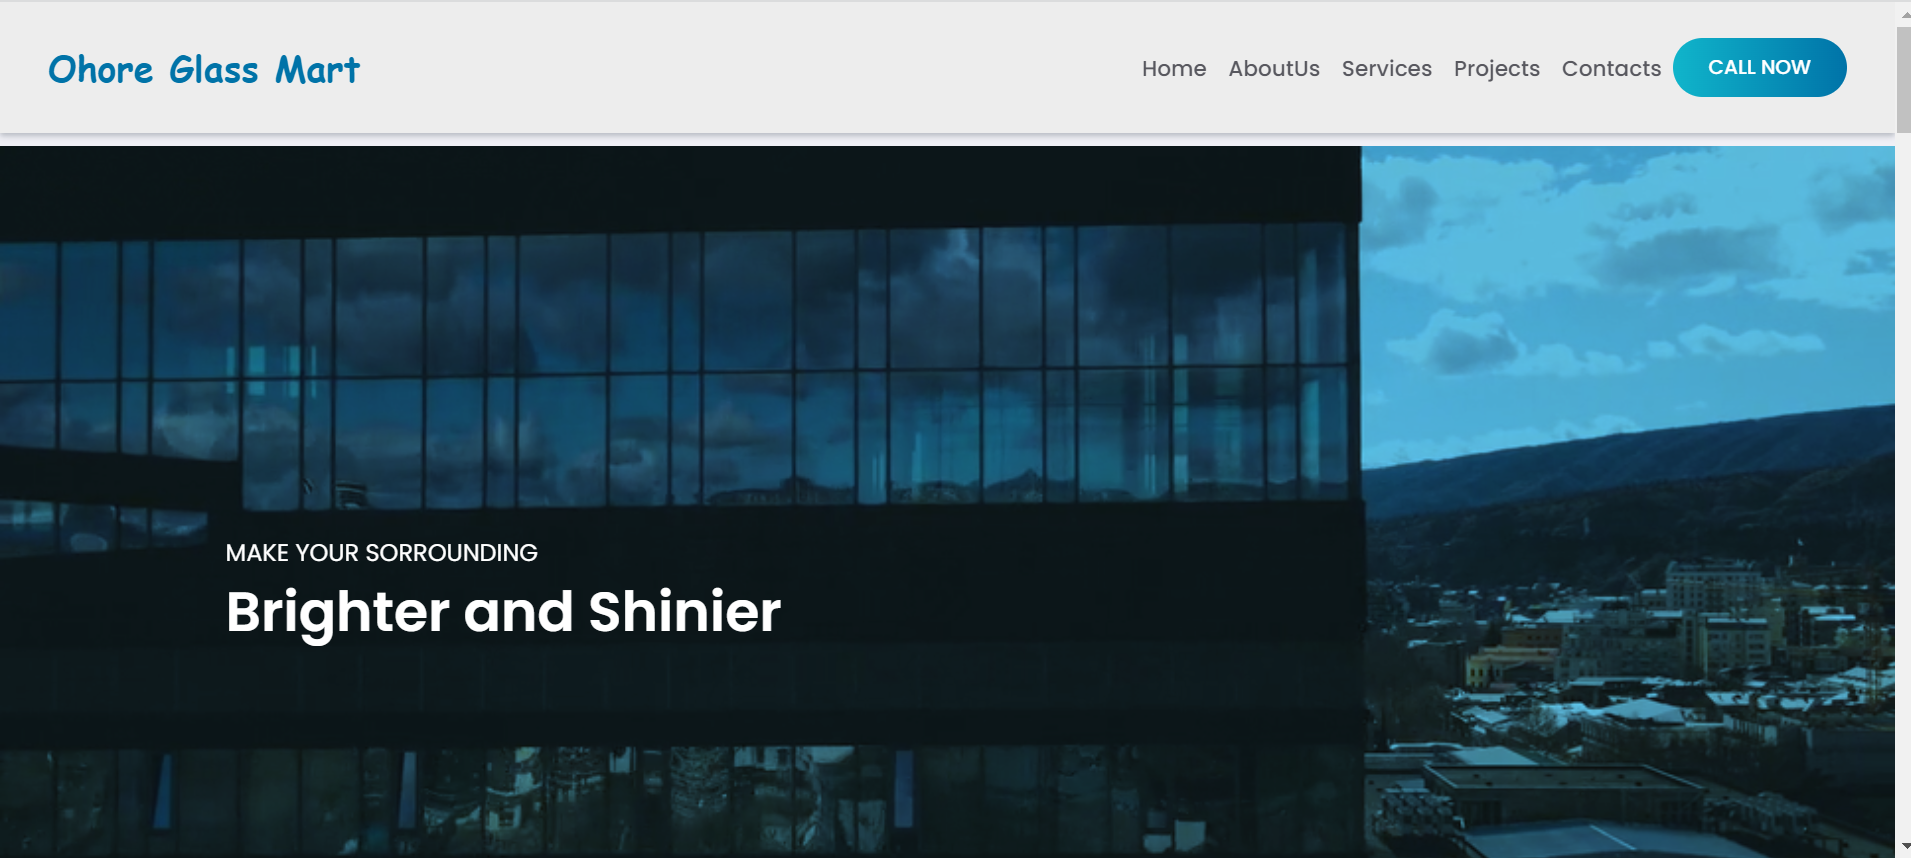 Ohore Glass Mart
Home AboutUs Services Projects Contacts CALL NOW
MAKE YOUR SORROUNDING
Brighter and Shinier